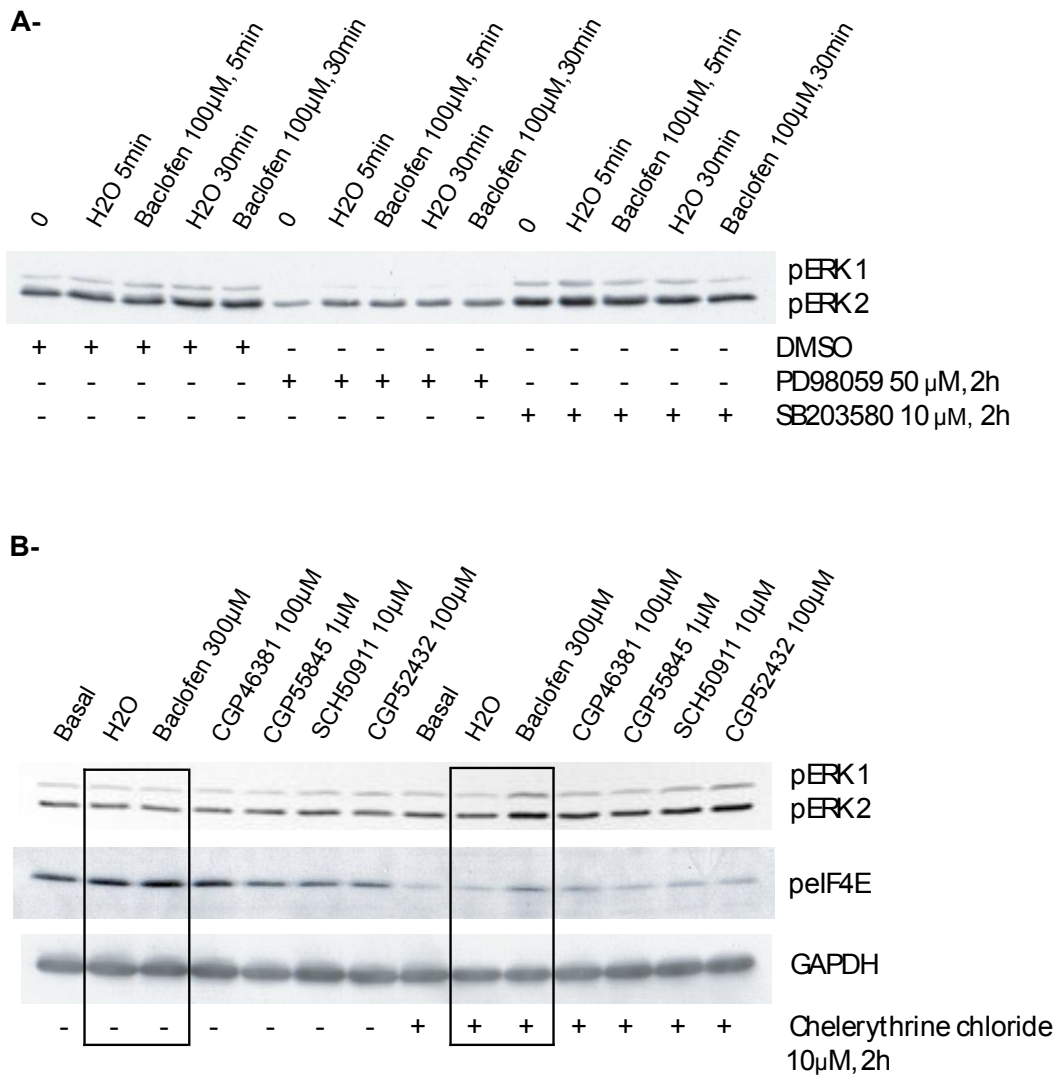 A-
0
H2O 5min
Baclofen 100µM, 5min
H2O 30min
Baclofen 100µM,30min
0
H2O 5min
Baclofen 100µM, 5min
H2O 30min
Baclofen 100µM,30min
0
H2O 5min
Baclofen 100µM, 5min
H2O 30min
Baclofen 100µM, 30min
pERK1
pERK2
+ + + + + - - - - - - - - - - DMSO
- - - - - + + + + + - - - - - PD98059 50 µM, 2h
- - - - - - - - - - + + + + + SB203580 10 µM, 2h
B-
Basal
H2O
Baclofen 300µM
CGP46381 100µM
CGP55845 1µM
SCH50911 10µM
CGP52432 100µM
Basal
H2O
Baclofen 300µM
CGP46381 100µM
CGP55845 1µM
SCH50911 10µM
CGP52432 100µM
pERK1
pERK2
peIF4E
GAPDH
- - - - - - - + + + + + + + Chelerythrine chloride
10µM, 2h